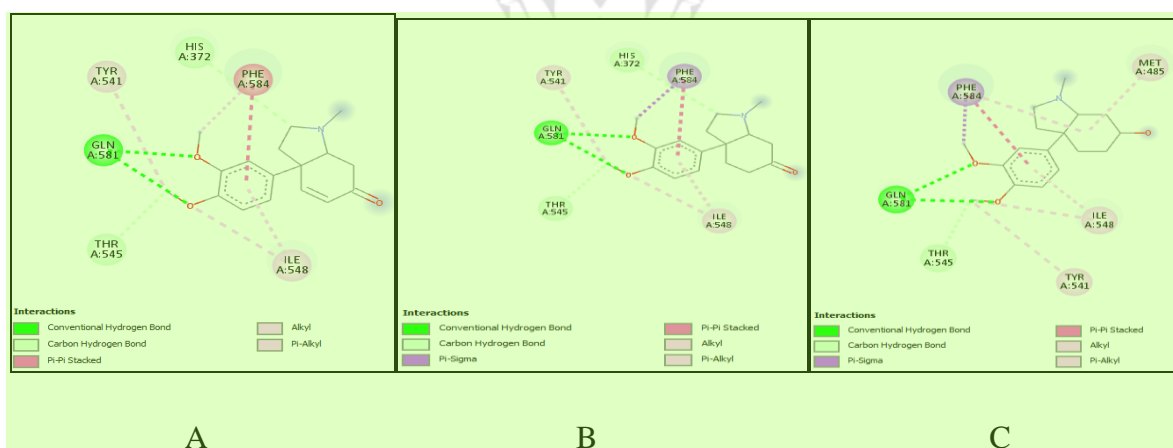 HIS
A:372
TYR
A:541
PHE
A:584
GLN
A:581
N
O
O
O
THR
A:545
ILE
A:548
Interactions
Conventional Hydrogen Bond
Carbon Hydrogen Bond
Pi-Pi Stacked
Alkyl
Pi-Alkyl
A
HIS
A:372
TYR
A:541
PHE
A:584
GLN
A:581
N
O
O
O
THR
A:545
ILE
A:548
Interactions
Conventional Hydrogen Bond
Carbon Hydrogen Bond
Pi-Sigma
Pi-Pi Stacked
Alkyl
Pi-Alkyl
B
MET
A:485
PHE
A:584
N
O
O
O
GLN
A:581
ILE
A:548
THR
A:545
TYR
A:541
Interactions
Conventional Hydrogen Bond
Carbon Hydrogen Bond
Pi-Sigma
Pi-Pi Stacked
Alkyl
Pi-Alkyl
C